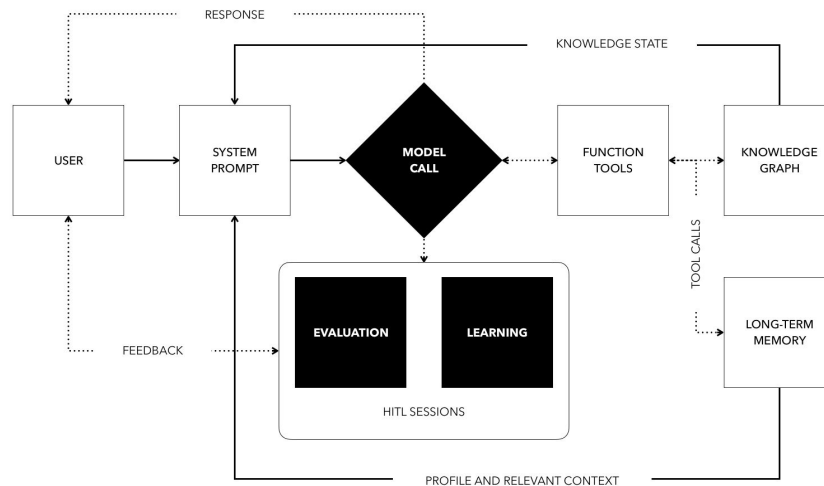 RESPONSE
KNOWLEDGE STATE
USER
SYSTEM
PROMPT
MODEL
CALL
FUNCTION
TOOLS
KNOWLEDGE
GRAPH
TOOL CALLS
EVALUATION
LEARNING
LONG-TERM
MEMORY
FEEDBACK
HITL SESSIONS
PROFILE AND RELEVANT CONTEXT